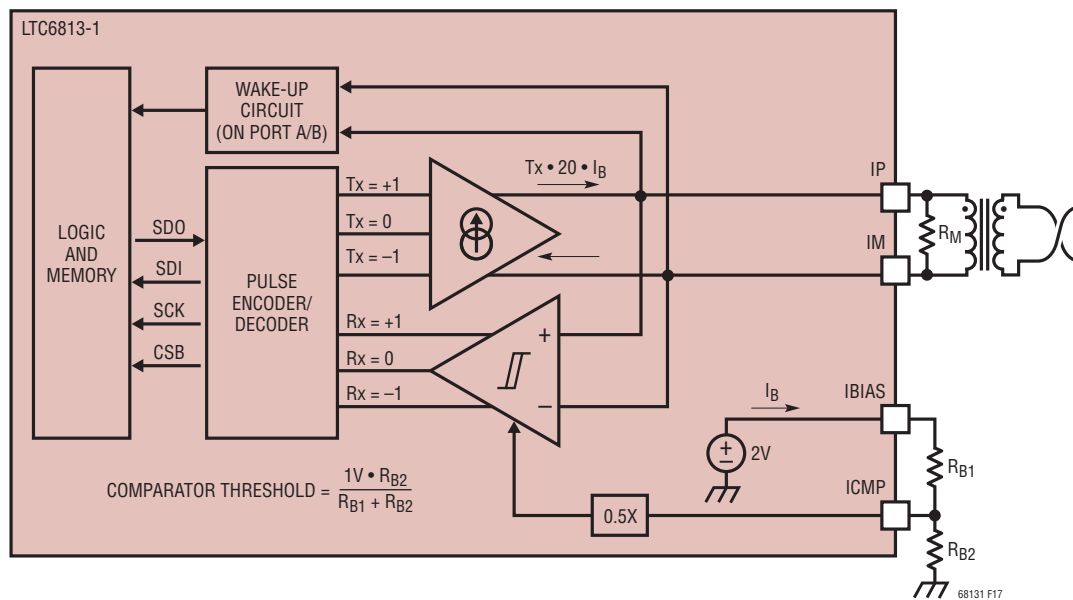 LTC6813-1
WAKE-UP
CIRCUIT
(ON PORT A/B)
LOGIC
AND
MEMORY
SDO
SDI
SCK
CSB
PULSE
ENCODER/
DECODER
Tx = +1
Tx = 0
Tx = –1
Rx = +1
Rx = 0
Rx = –1
Tx • 20 • IB
+
–
IP
IM
RM
IB
IBIAS
+
–
2V
ICMP
0.5X
RB1
RB2
COMPARATOR THRESHOLD = 1V • RB2
RB1 + RB2
68131 F17